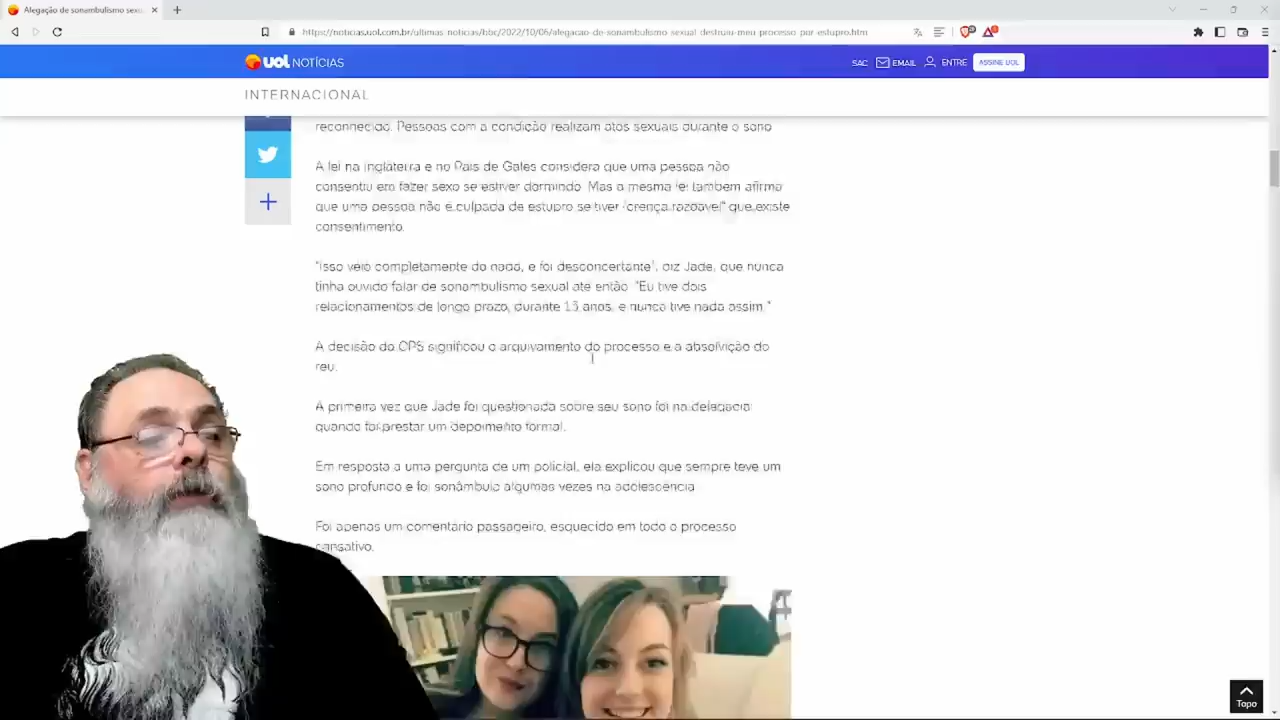 Alegação de sonambulismo sexu
https://noticias.uol.com.br/ultimas-noticias/bbc/2022/10/06/alegacao-de-sonambulismo-sexual-destruiu-meu-processo-por-estupro.htm
UOL NOTÍCIAS
SAC EMAIL ENTRE ASSINE UOL
INTERNACIONAL
reconhecido. Pessoas com a condição realizam atos sexuais durante o sono
A lei na Inglaterra e no País de Gales considera que uma pessoa não
consentiu em fazer sexo se estiver dormindo. Mas a mesma lei também afirma
que uma pessoa não é culpada de estupro se tiver "crença razoável" que existe
consentimento.
"Isso veio completamente do nada, e foi desconcertante", diz Jade, que nunca
tinha ouvido falar de sonambulismo sexual até então. "Eu tive dois
relacionamentos de longo prazo, durante 13 anos, e nunca tive nada assim."
A decisão do CPS significou o arquivamento do processo e a absolvição do
réu.
A primeira vez que Jade foi questionada sobre seu sono foi na delegacia
quando foi prestar um depoimento formal.
Em resposta a uma pergunta de um policial, ela explicou que sempre teve um
sono profundo e foi sonâmbula algumas vezes na adolescência.
Foi apenas um comentário passageiro, esquecido em todo o processo
cansativo.
Topo